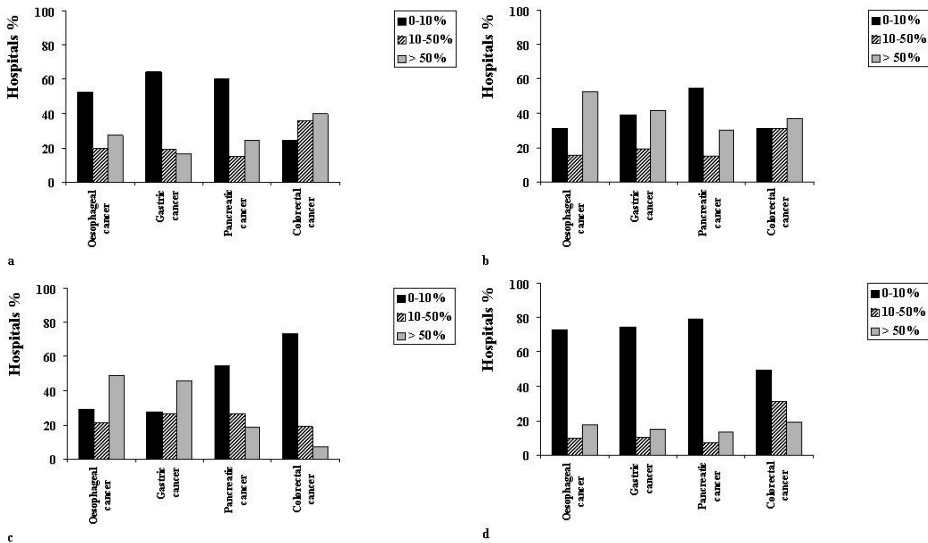 Hospitals %
100
80
60
40
20
0
0-10%
10-50%
> 50%
Oesophageal
cancer
Gastric
cancer
Pancreatic
cancer
Colorectal
cancer
a
Hospitals %
100
80
60
40
20
0
0-10%
10-50%
> 50%
Oesophageal
cancer
Gastric
cancer
Pancreatic
cancer
Colorectal
cancer
b
Hospitals %
100
80
60
40
20
0
0-10%
10-50%
> 50%
Oesophageal
cancer
Gastric
cancer
Pancreatic
cancer
Colorectal
cancer
c
Hospitals %
100
80
60
40
20
0
0-10%
10-50%
> 50%
Oesophageal
cancer
Gastric
cancer
Pancreatic
cancer
Colorectal
cancer
d